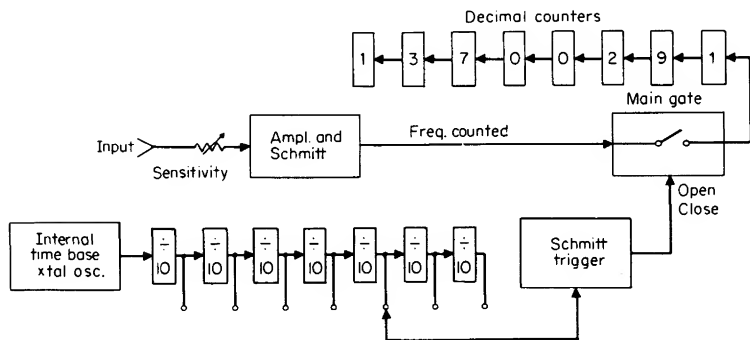 Decimal counters
1 3 7 0 0 2 9 1
Main gate
Input
Sensitivity
Ampl. and
Schmitt
Freq. counted
Open
Close
Internal
time base
xtal osc.
÷ ÷ ÷ ÷ ÷ ÷ ÷
10 10 10 10 10 10 10
Schmitt
trigger